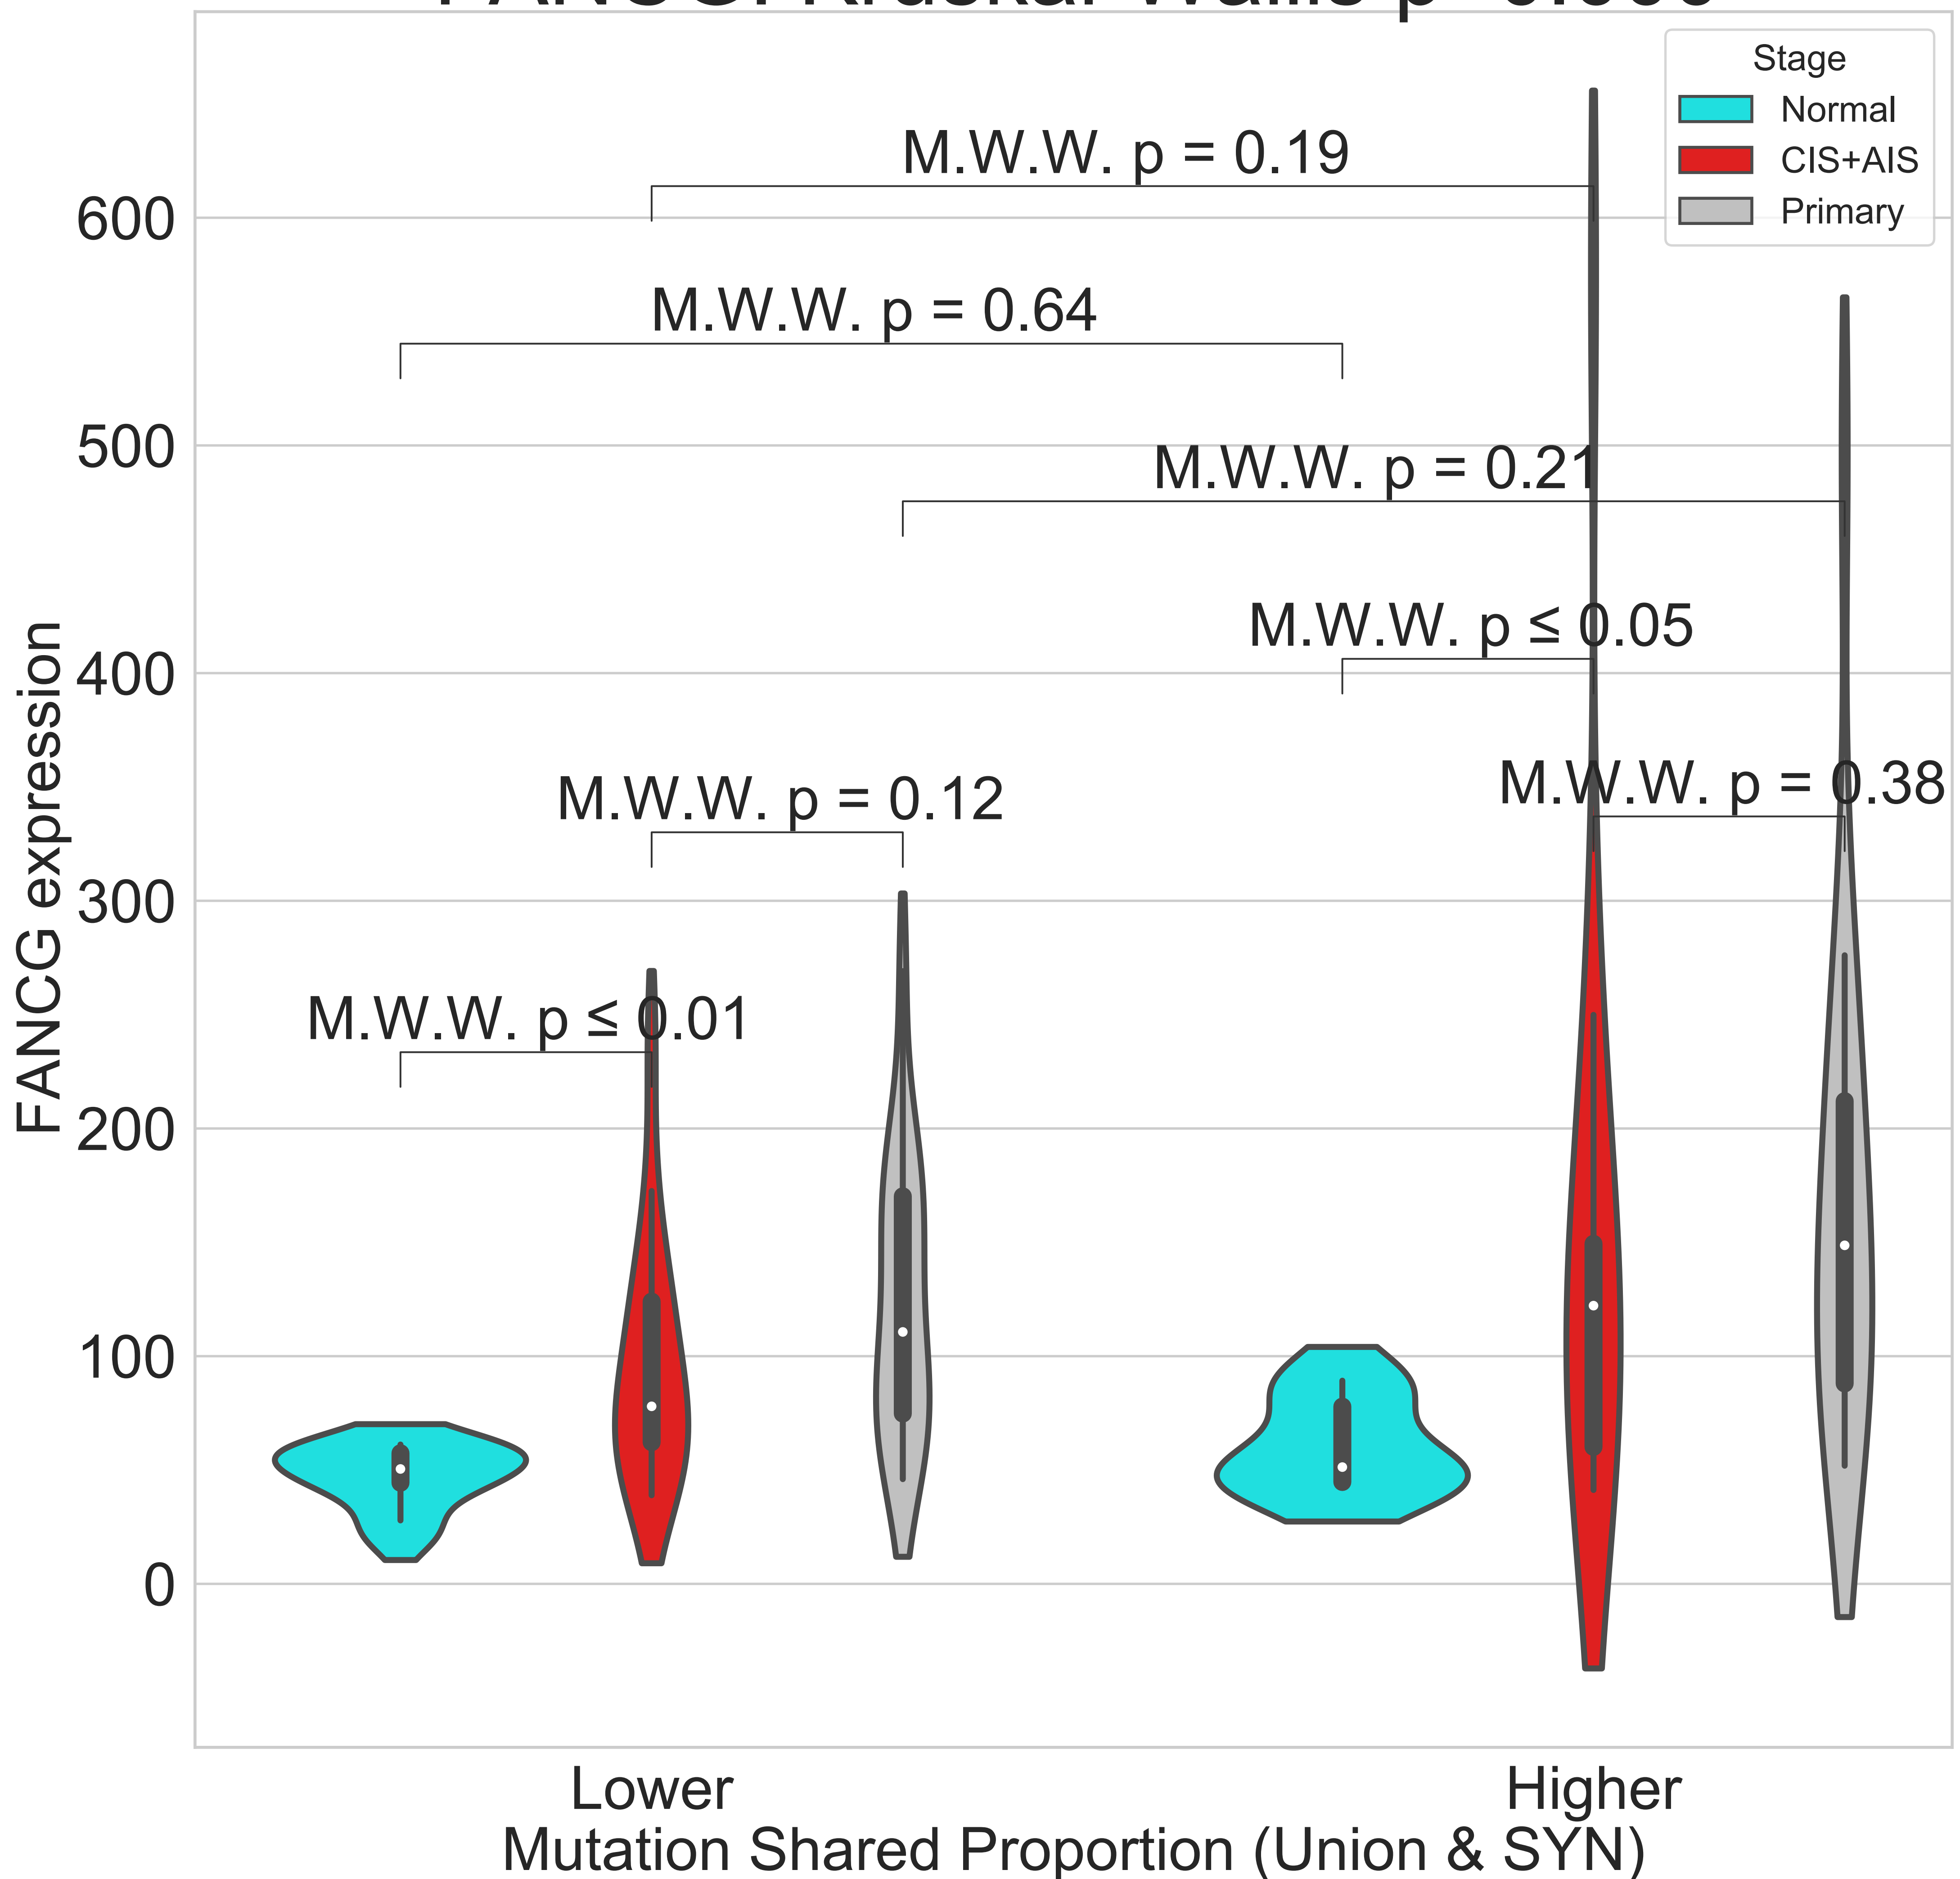 Stage
Normal
CIS+AIS
Primary
M.W.W. p = 0.19
M.W.W. p = 0.64
M.W.W. p = 0.21
M.W.W. p ≤ 0.05
M.W.W. p = 0.38
M.W.W. p = 0.12
M.W.W. p ≤ 0.01
FANCG expression
600
500
400
300
200
100
0
Lower
Higher
Mutation Shared Proportion (Union & SYN)